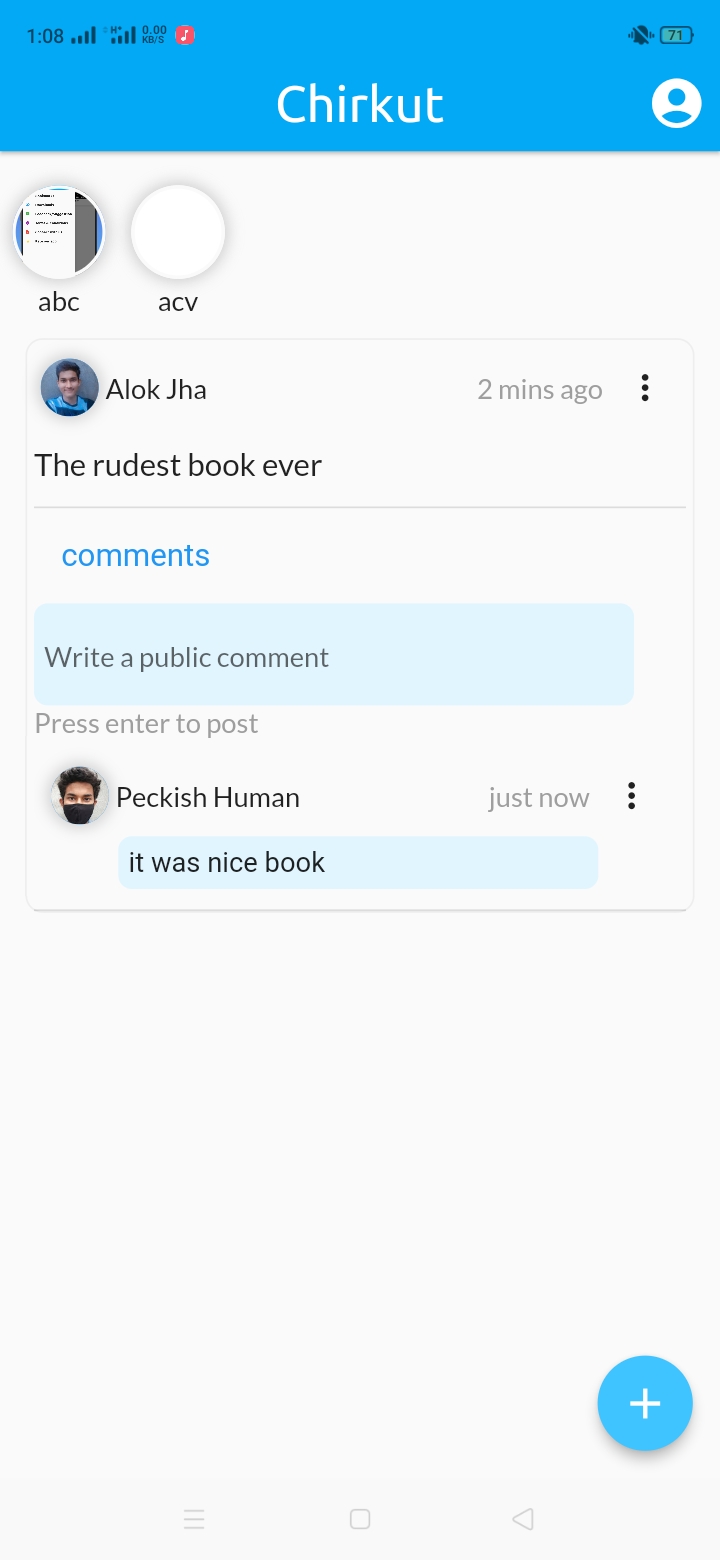 1:08 H+ 0.00 KB/S 71
Chirkut
abc acv
Alok Jha 2 mins ago
The rudest book ever
comments
Write a public comment
Press enter to post
Peckish Human just now
it was nice book